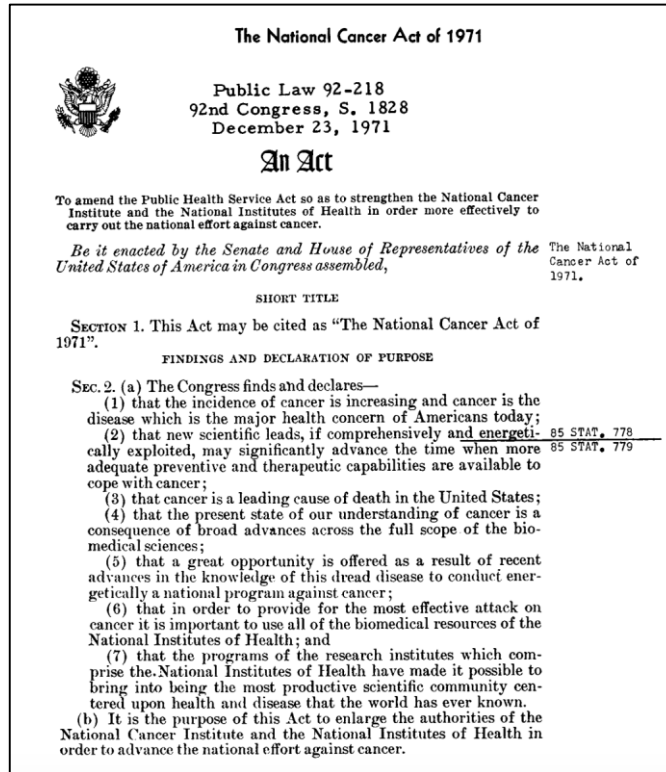 The National Cancer Act of 1971
Public Law 92-218
92nd Congress, S. 1828
December 23, 1971
An Act
To amend the Public Health Service Act so as to strengthen the National Cancer
Institute and the National Institutes of Health in order more effectively to
carry out the national effort against cancer.
Be it enacted by the Senate and House of Representatives of the
United States of America in Congress assembled,
The National
Cancer Act of
1971.
SHORT TITLE
SECTION 1. This Act may be cited as “The National Cancer Act of
1971”.
FINDINGS AND DECLARATION OF PURPOSE
SEC. 2. (a) The Congress finds and declares—
(1) that the incidence of cancer is increasing and cancer is the
disease which is the major health concern of Americans today;
(2) that new scientific leads, if comprehensively and energeti-
cally exploited, may significantly advance the time when more
adequate preventive and therapeutic capabilities are available to
cope with cancer;
85 STAT. 778
85 STAT. 779
(3) that cancer is a leading cause of death in the United States;
(4) that the present state of our understanding of cancer is a
consequence of broad advances across the full scope of the bio-
medical sciences;
(5) that a great opportunity is offered as a result of recent
advances in the knowledge of this dread disease to conduct ener-
getically a national program against cancer;
(6) that in order to provide for the most effective attack on
cancer it is important to use all of the biomedical resources of the
National Institutes of Health; and
(7) that the programs of the research institutes which com-
prise the National Institutes of Health have made it possible to
bring into being the most productive scientific community cen-
tered upon health and disease that the world has ever known.
(b) It is the purpose of this Act to enlarge the authorities of the
National Cancer Institute and the National Institutes of Health in
order to advance the national effort against cancer.